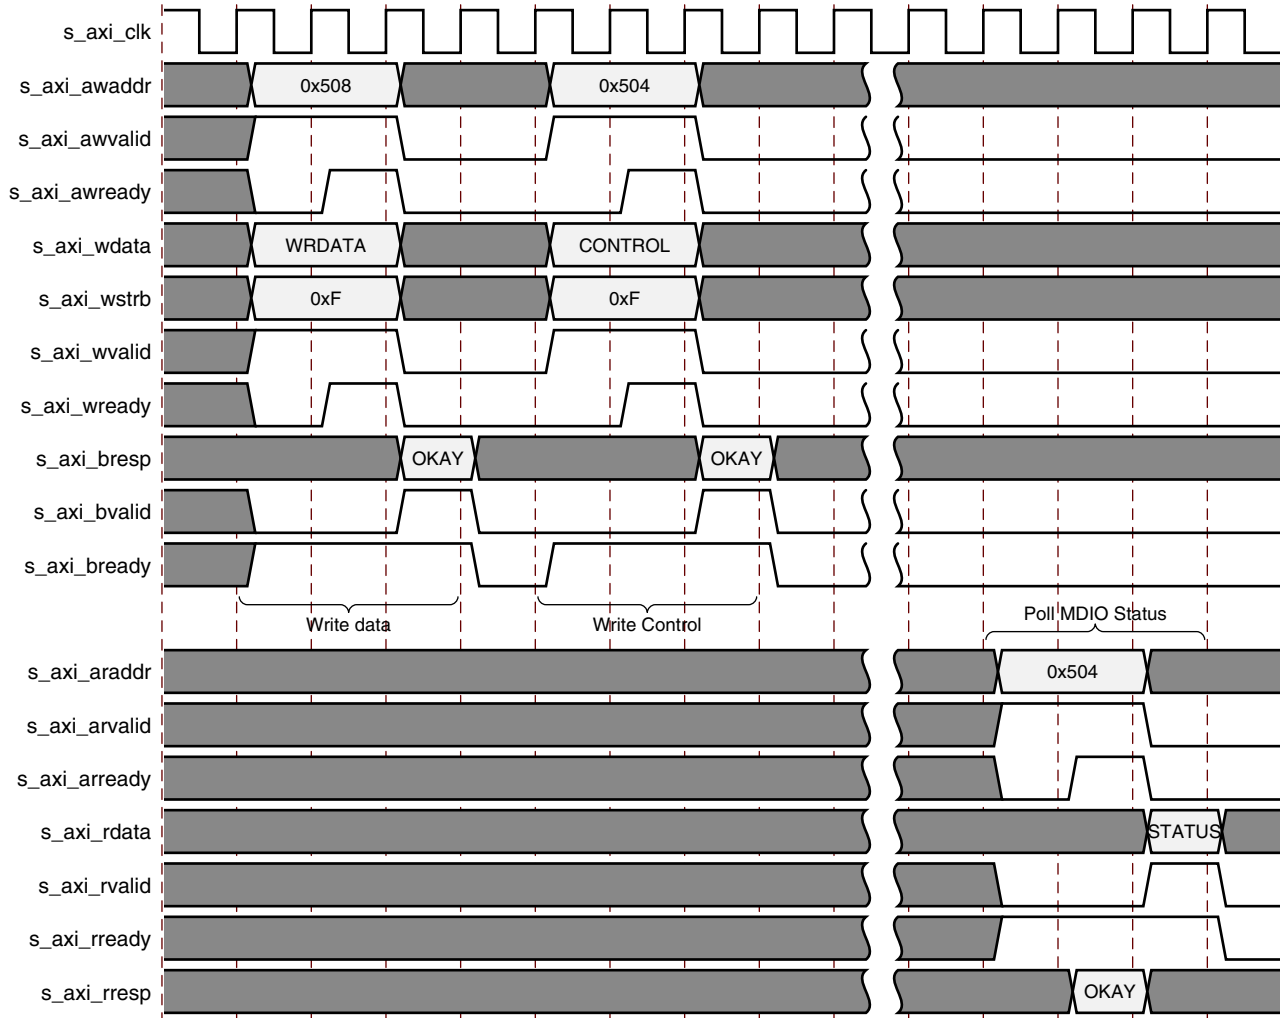 s_axi_clk
s_axi_awaddr 0x508 0x504
s_axi_awvalid
s_axi_awready
s_axi_wdata WRDATA CONTROL
s_axi_wstrb 0xF 0xF
s_axi_wvalid
s_axi_wready
s_axi_bresp OKAY OKAY
s_axi_bvalid
s_axi_bready
Write data Write Control Poll MDIO Status
s_axi_araddr 0x504
s_axi_arvalid
s_axi_arready
s_axi_rdata STATUS
s_axi_rvalid
s_axi_rready
s_axi_rresp OKAY